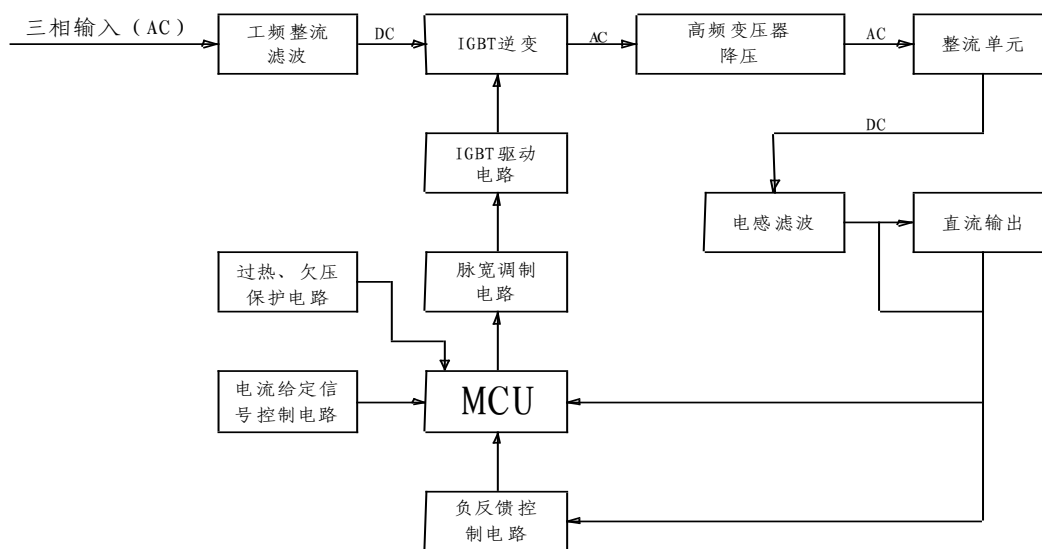 三相输入（AC）
工频整流
滤波
DC
IGBT逆变
AC
高频变压器
降压
AC
整流单元
DC
IGBT驱动
电路
电感滤波
直流输出
过热、欠压
保护电路
脉宽调制
电路
电流给定信
号控制电路
MCU
负反馈控
制电路